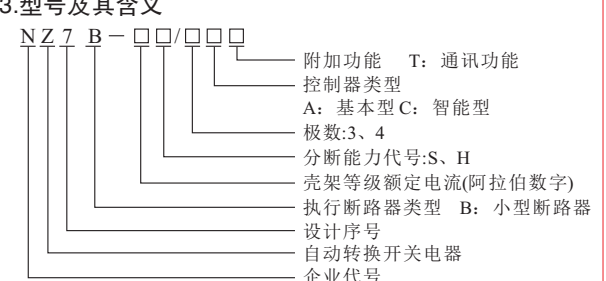 3.型号及其含义
N Z 7 B－□□/□□□
附加功能 T：通讯功能
控制器类型
A：基本型 C：智能型
极数:3、4
分断能力代号:S、H
壳架等级额定电流(阿拉伯数字)
执行断路器类型 B：小型断路器
设计序号
自动转换开关电器
企业代号